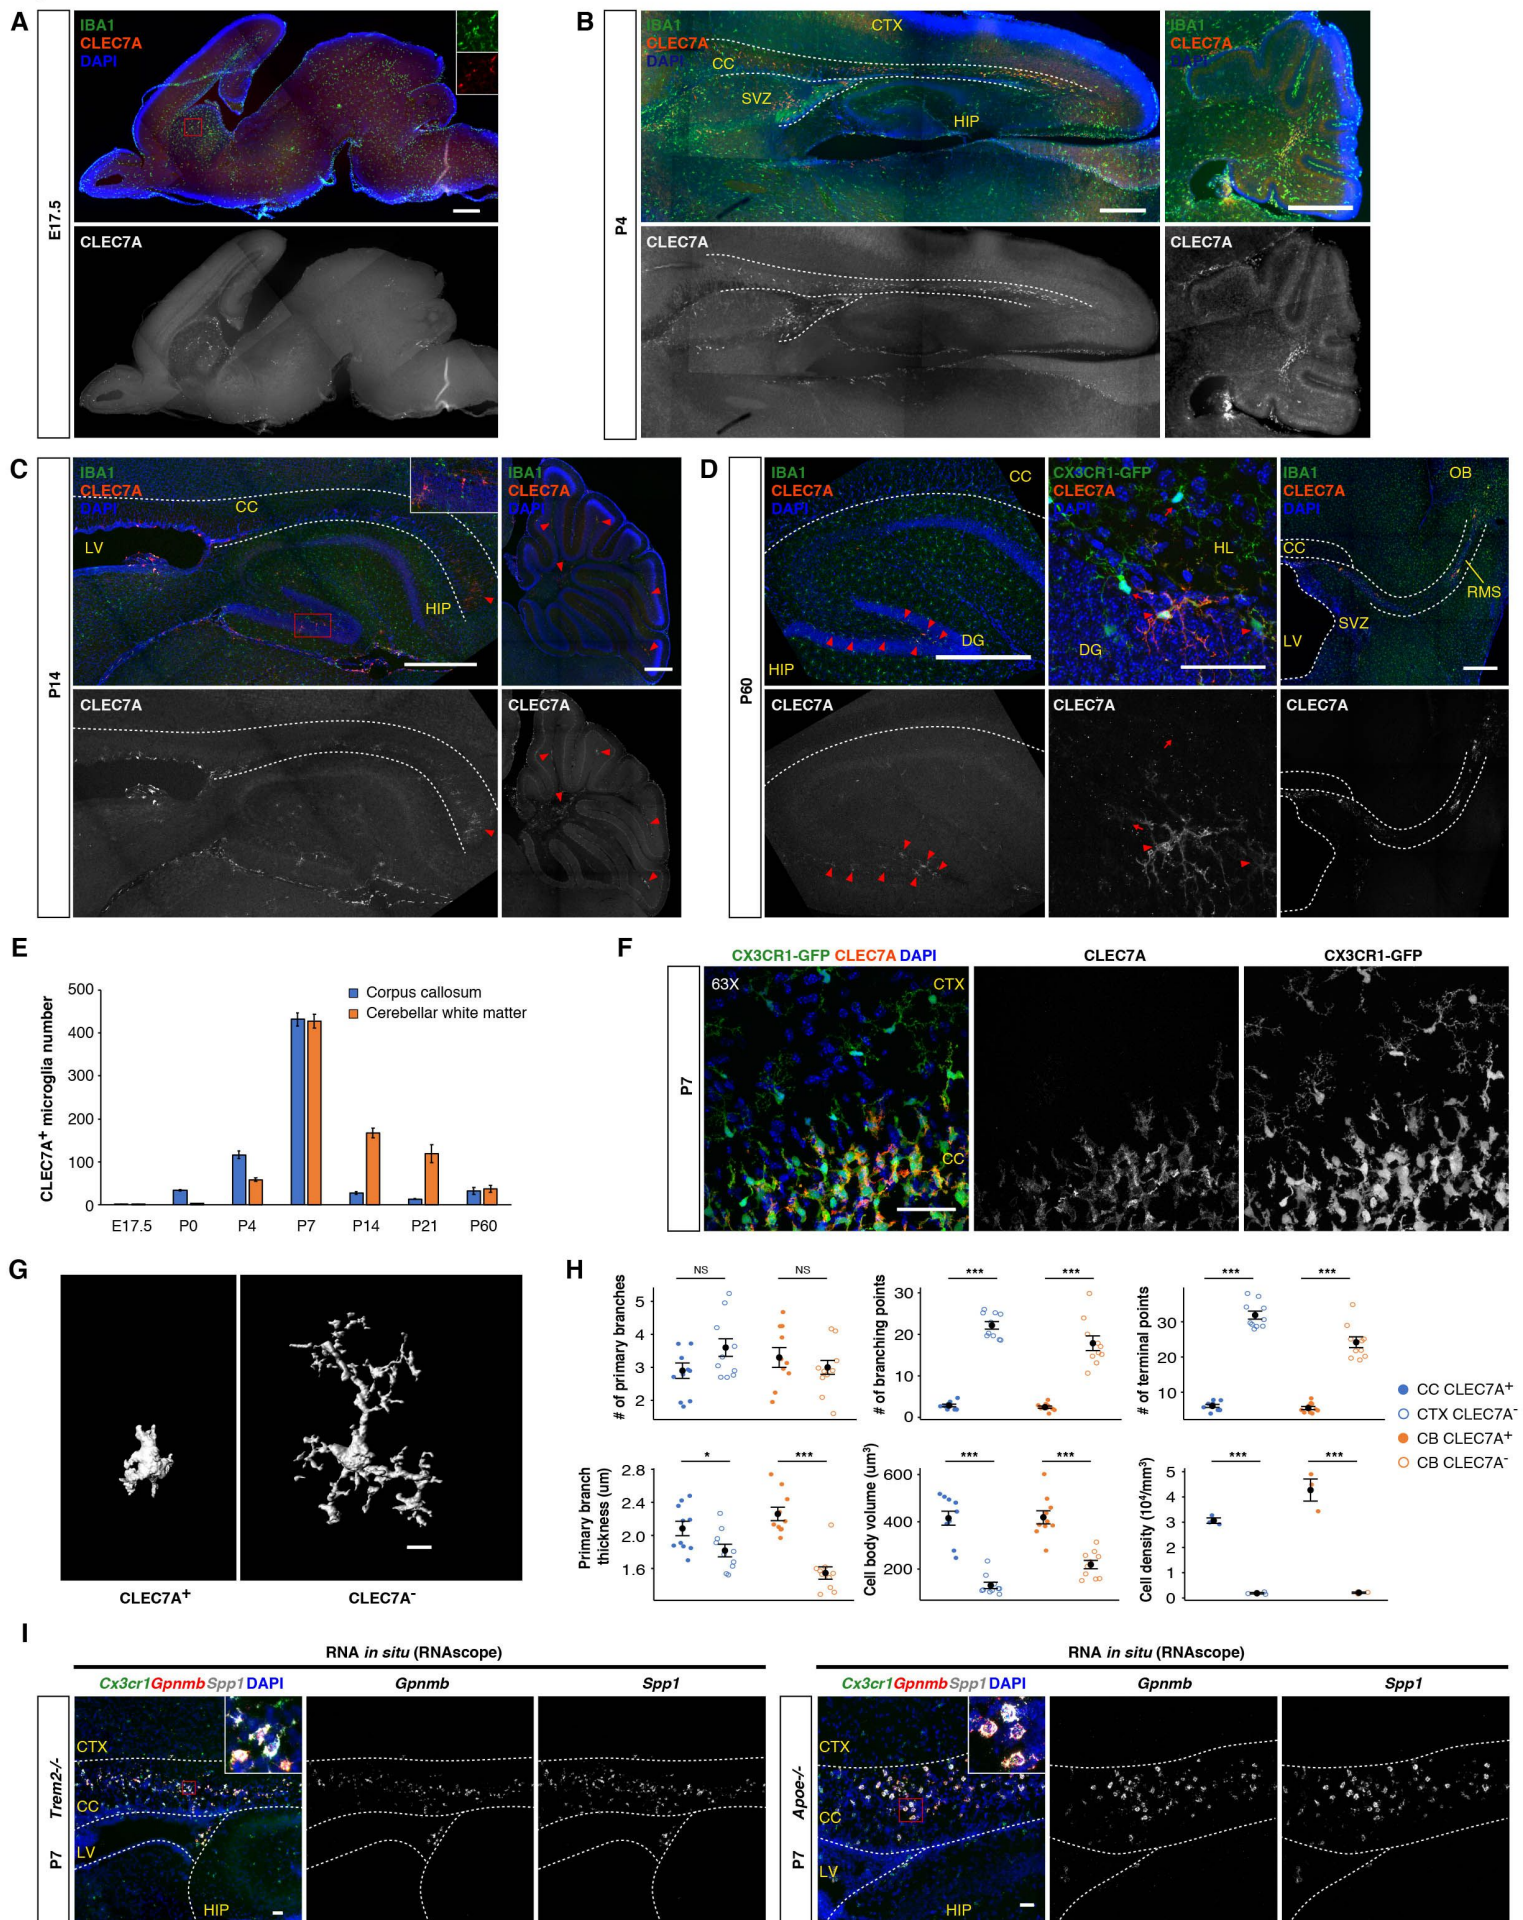 A
E17.5
IBA1
CLEC7A
DAPI
CLEC7A
B
P4
IBA1
CLEC7A
DAPI
CTX
CC
SVZ
HIP
IBA1
CLEC7A
DAPI
CLEC7A
CLEC7A
C
P14
IBA1
CLEC7A
DAPI
CC
LV
HIP
IBA1
CLEC7A
DAPI
CLEC7A
CLEC7A
D
P60
IBA1
CLEC7A
DAPI
CC
DG
HIP
CX3CR1-GFP
CLEC7A
DAPI
HL
DG
IBA1
CLEC7A
DAPI
OB
CC
RMS
SVZ
LV
CLEC7A
CLEC7A
CLEC7A
E
CLEC7A+ microglia number
500
400
300
200
100
0
Corpus callosum
Cerebellar white matter
E17.5 P0 P4 P7 P14 P21 P60
F
P7
CX3CR1-GFP CLEC7A DAPI
CLEC7A
CX3CR1-GFP
63X
CTX
CC
G
CLEC7A+
CLEC7A-
H
# of primary branches
5
4
3
2
NS
NS
# of branching points
30
20
10
0
***
***
# of terminal points
30
20
10
***
***
Primary branch
thickness (um)
2.8
2.4
2.0
1.6
*
***
Cell body volume (um3)
600
400
200
***
***
Cell density (104/mm3)
5
4
3
2
1
0
***
***
CC CLEC7A+
CTX CLEC7A-
CB CLEC7A+
CB CLEC7A-
I
RNA in situ (RNAscope)
Cx3cr1 Gpnmb Spp1 DAPI
Gpnmb
Spp1
Trem2-/-
P7
CTX
CC
LV
HIP
RNA in situ (RNAscope)
Cx3cr1 Gpnmb Spp1 DAPI
Gpnmb
Spp1
Apoe-/-
P7
CTX
CC
LV
HIP